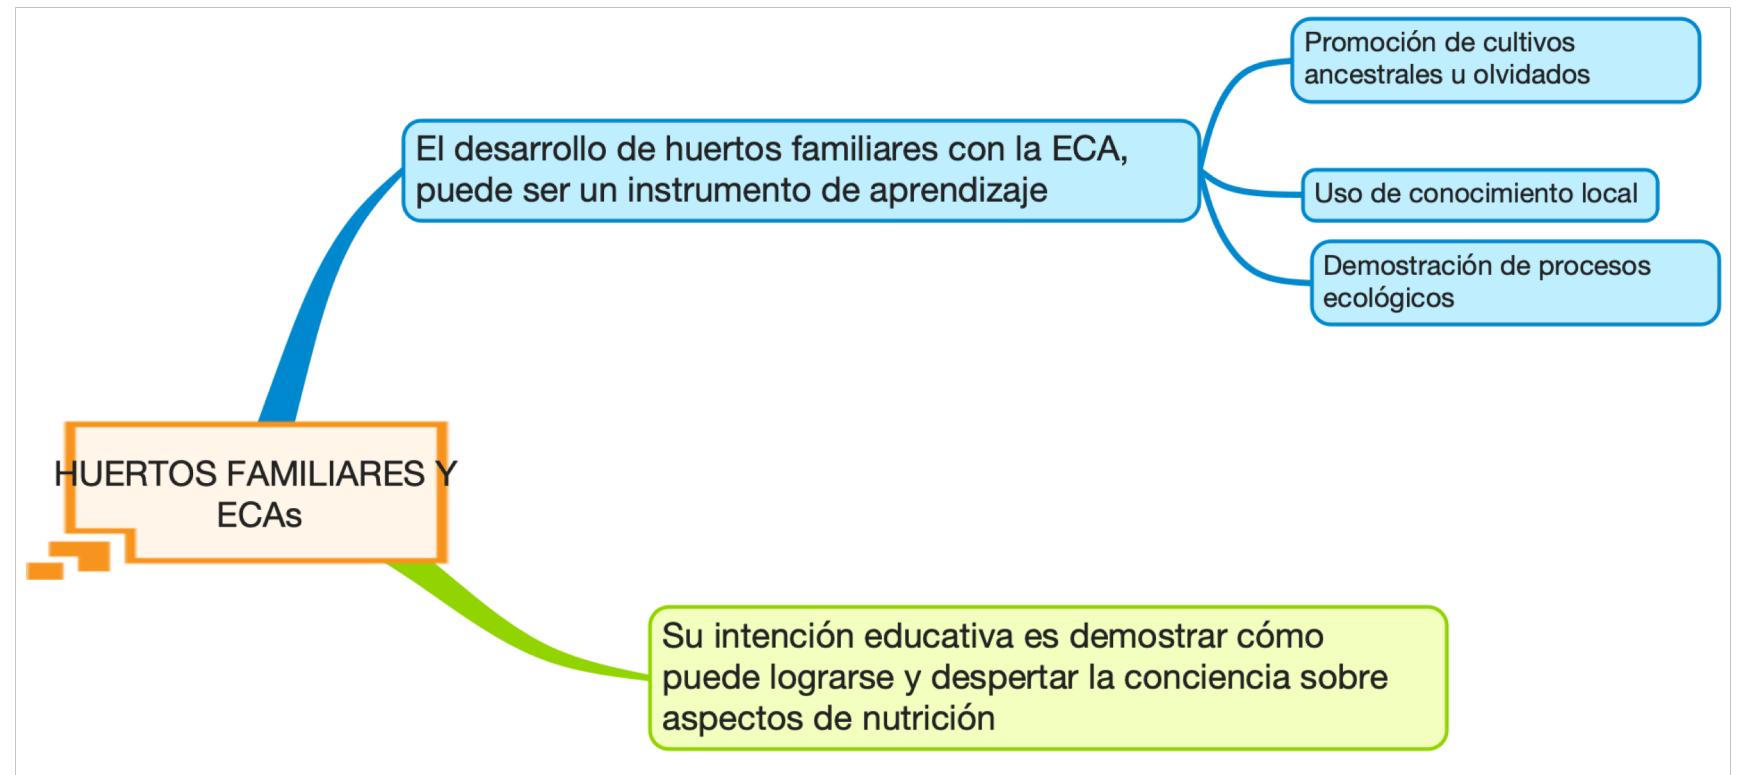 Promoción de cultivos
ancestrales u olvidados
El desarrollo de huertos familiares con la ECA,
puede ser un instrumento de aprendizaje
Uso de conocimiento local
Demostración de procesos
ecológicos
HUERTOS FAMILIARES Y
ECAs
Su intención educativa es demostrar cómo
puede lograrse y despertar la conciencia sobre
aspectos de nutrición